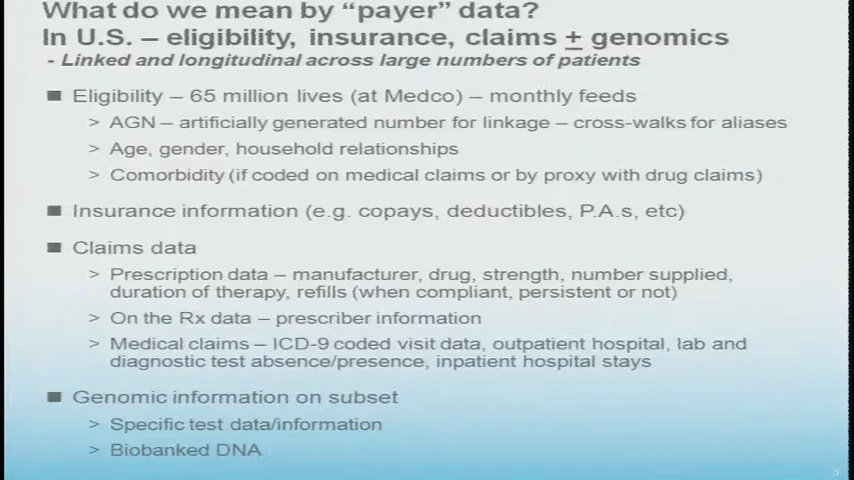 What do we mean by “payer” data?
In U.S. – eligibility, insurance, claims ± genomics
- Linked and longitudinal across large numbers of patients
■ Eligibility – 65 million lives (at Medco) – monthly feeds
> AGN – artificially generated number for linkage – cross-walks for aliases
> Age, gender, household relationships
> Comorbidity (if coded on medical claims or by proxy with drug claims)
■ Insurance information (e.g. copays, deductibles, P.A.s, etc)
■ Claims data
> Prescription data – manufacturer, drug, strength, number supplied,
duration of therapy, refills (when compliant, persistent or not)
> On the Rx data – prescriber information
> Medical claims – ICD-9 coded visit data, outpatient hospital, lab and
diagnostic test absence/presence, inpatient hospital stays
■ Genomic information on subset
> Specific test data/information
> Biobanked DNA
3